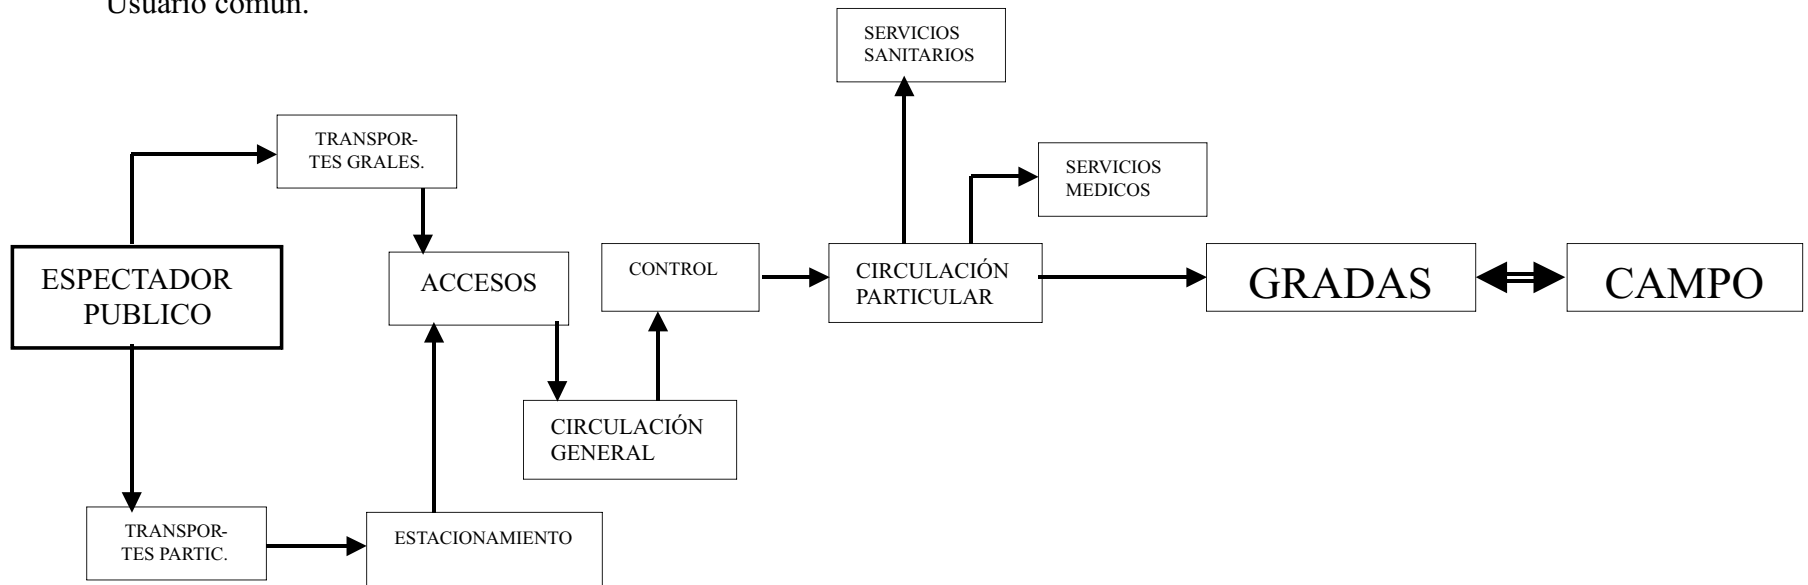 Usuario común.
SERVICIOS
SANITARIOS
TRANSPOR-
TES GRALES.
SERVICIOS
MEDICOS
ESPECTADOR
PUBLICO
ACCESOS
CONTROL
CIRCULACIÓN
PARTICULAR
GRADAS
CAMPO
CIRCULACIÓN
GENERAL
TRANSPOR-
TES PARTIC.
ESTACIONAMIENTO